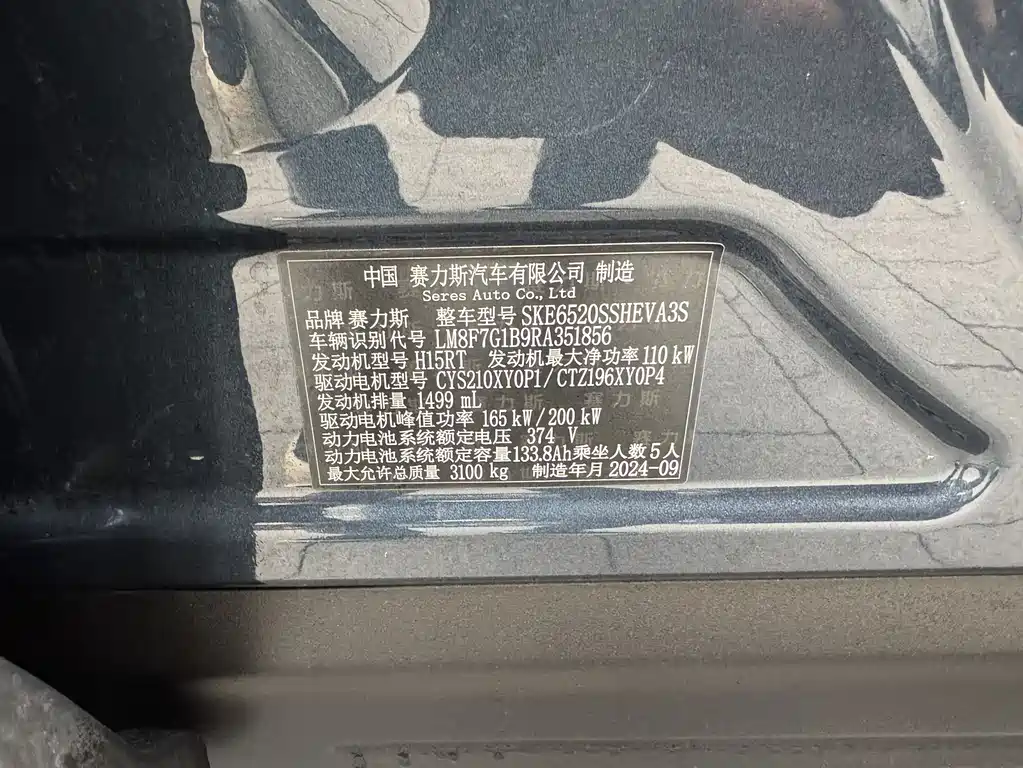 中国 赛力斯汽车有限公司 制造
Seres Auto Co., Ltd
品牌 赛力斯 整车型号 SKE6520SSHEVA3S
车辆识别代号 LM8F7G1B9RA351856
发动机型号 H15RT 发动机最大净功率 110 kW
驱动电机型号 CYS210XY0P1/CTZ196XY0P4
发动机排量 1499 mL
驱动电机峰值功率 165 kW/200 kW
动力电池系统额定电压 374 V
动力电池系统额定容量 133.8Ah 乘坐人数 5人
最大允许总质量 3100 kg 制造年月 2024-09